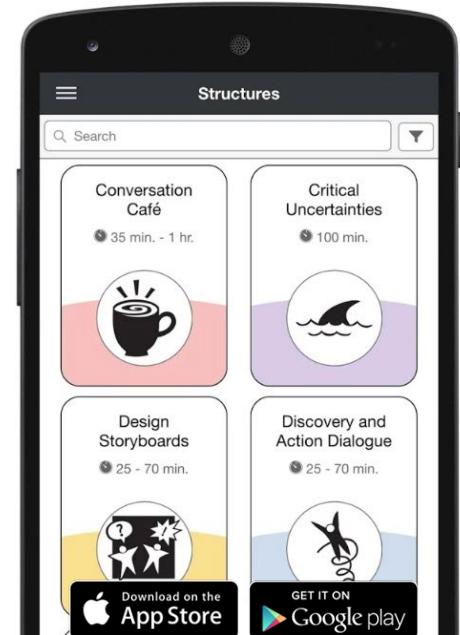 Structures
Search
Conversation
Café
35 min. - 1 hr.
Critical
Uncertainties
100 min.
Design
Storyboards
25 - 70 min.
Discovery and
Action Dialogue
25 - 70 min.
? !
Download on the
App Store
GET IT ON
Google play